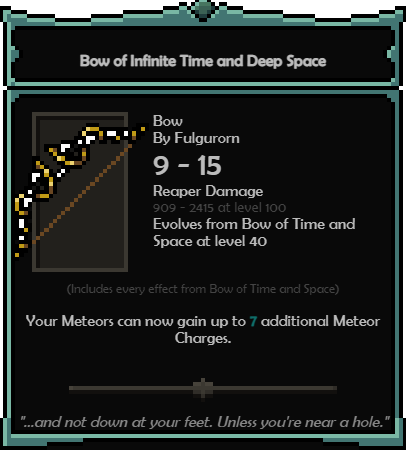 Bow of Infinite Time and Deep Space
Bow
By Fulgurorn
9 - 15
Reaper Damage
909 - 2415 at level 100
Evolves from Bow of Time and
Space at level 40
(Includes every effect from Bow of Time and Space)
Your Meteors can now gain up to 7 additional Meteor
Charges.
"...and not down at your feet. Unless you're near a hole."